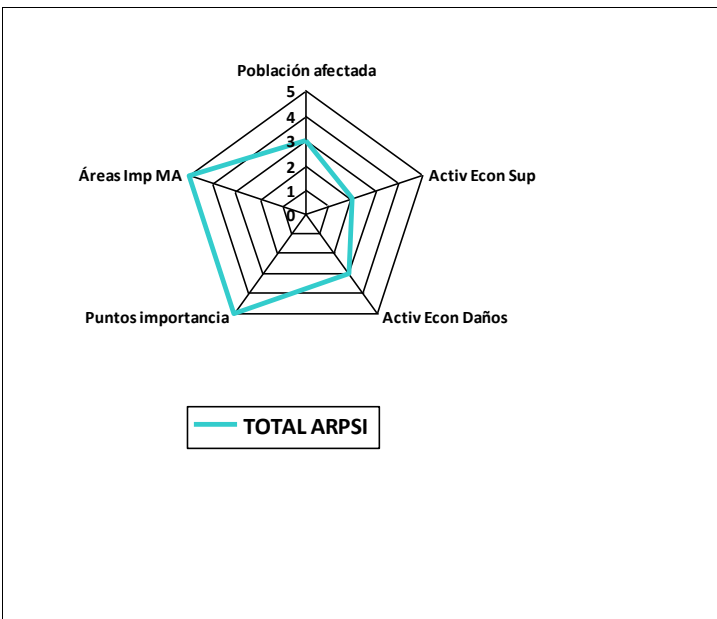 Población afectada
5
4
3
2
1
0
Áreas Imp MA
Activ Econ Sup
Puntos importancia
Activ Econ Daños
TOTAL ARPSI